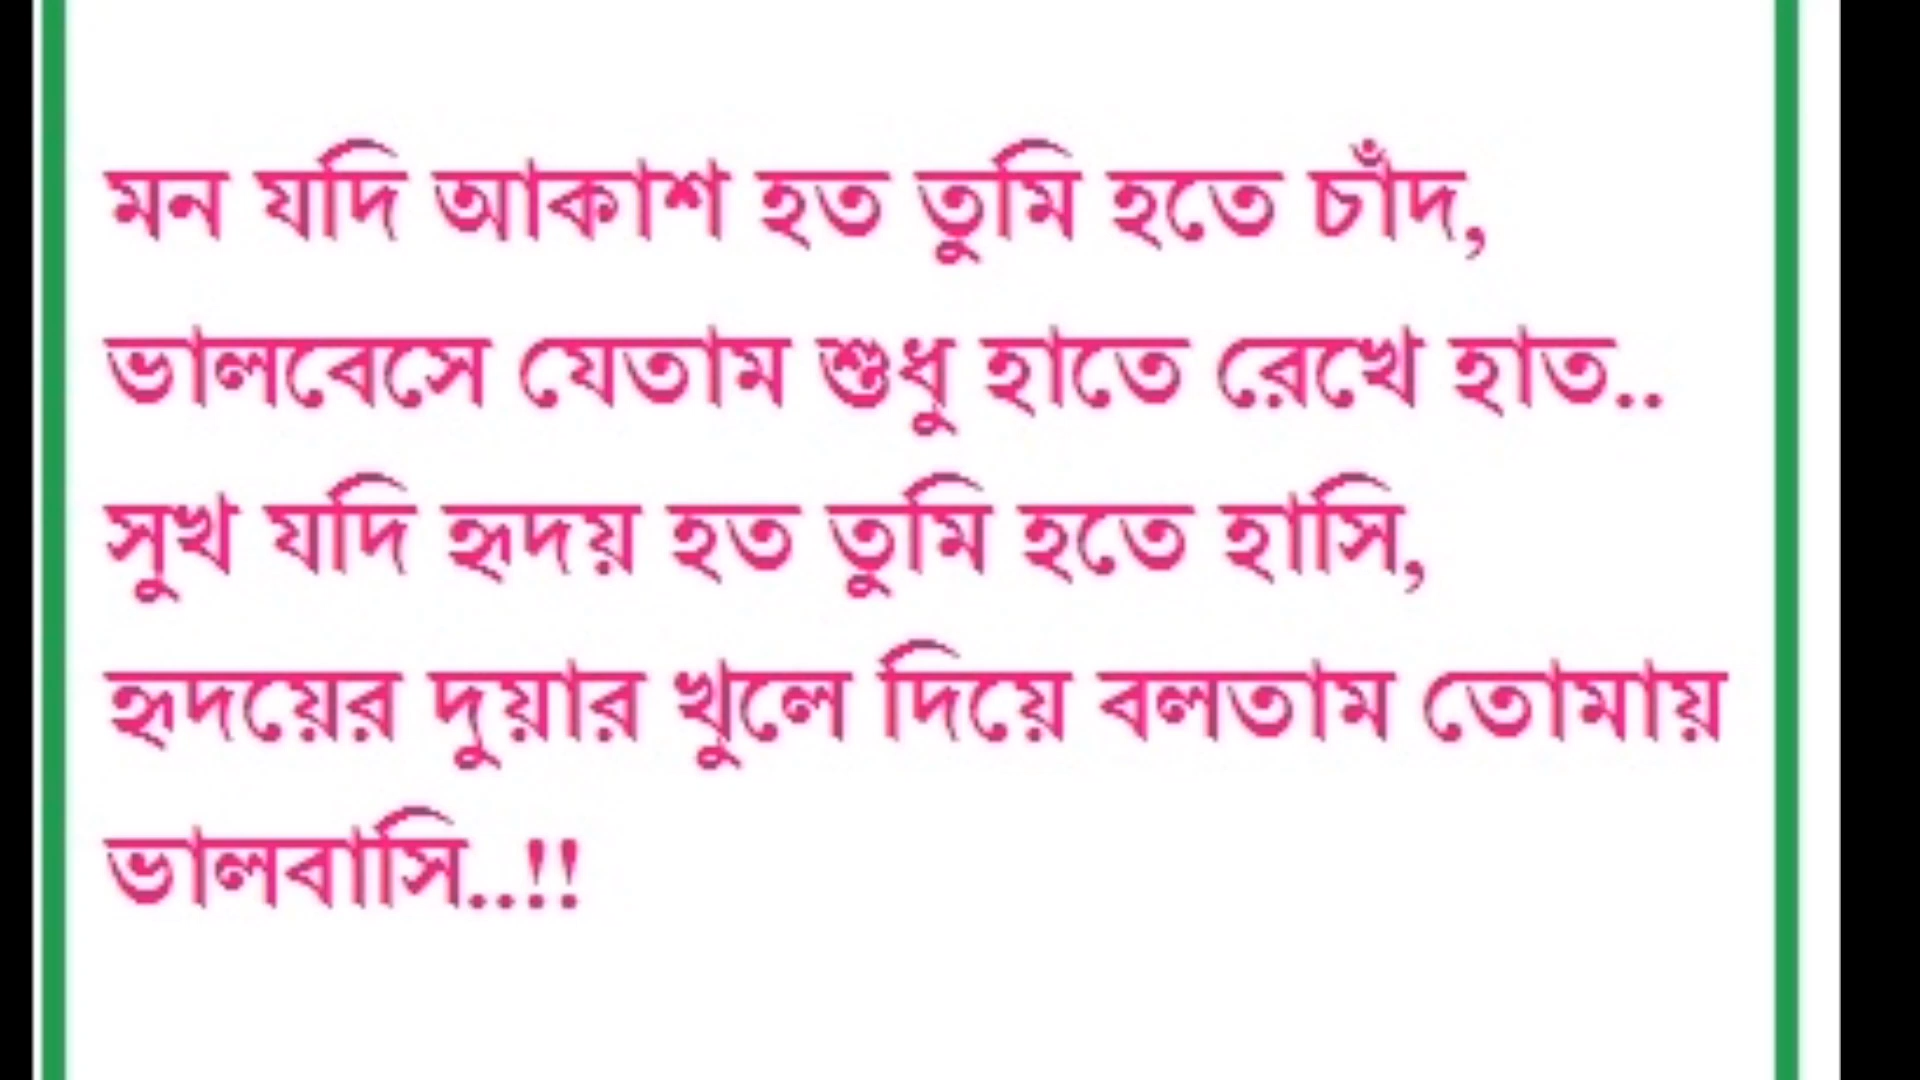 মন যদি আকাশ হত তুমি হতে চাঁদ,
ভালবেসে যেতাম শুধু হাতে রেখে হাত..
সুখ যদি হৃদয় হত তুমি হতে হাসি,
হৃদয়ের দুয়ার খুলে দিয়ে বলতাম তোমায়
ভালবাসি..!!